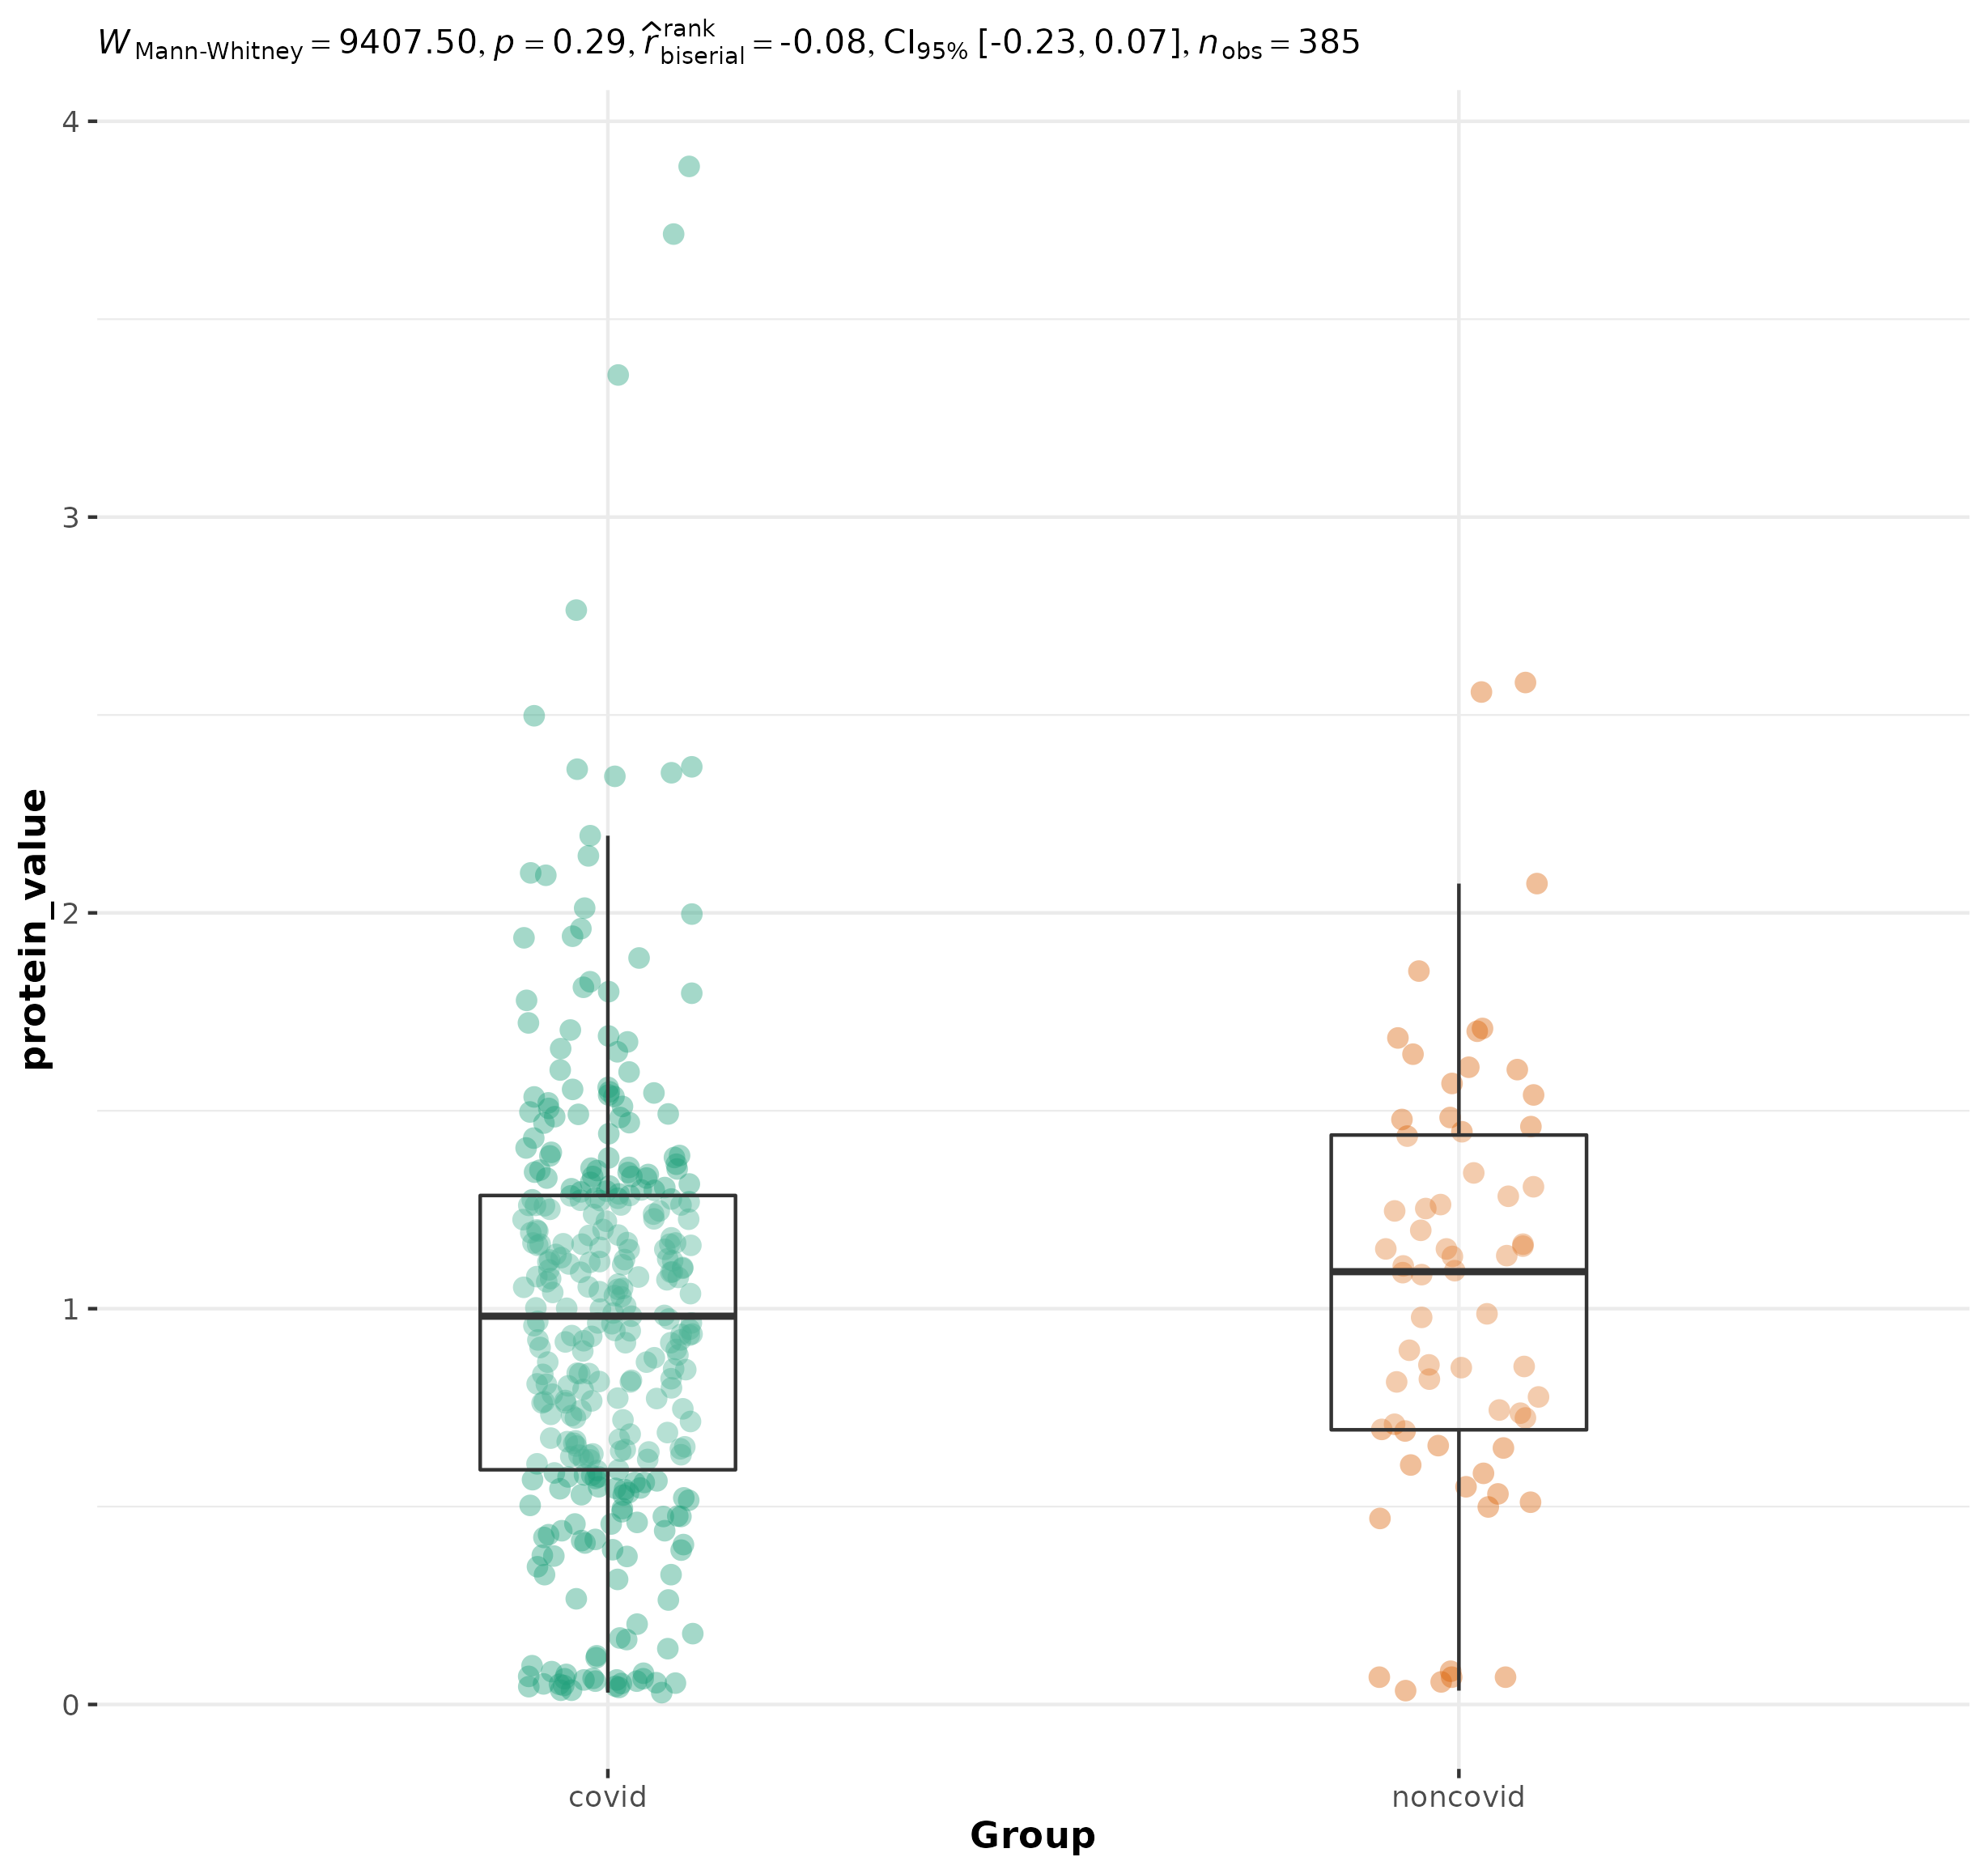 W Mann-Whitney = 9407.50, p = 0.29, r̂ rank biserial = -0.08, CI95% [-0.23, 0.07], n obs = 385
4
3
2
1
0
protein_value
covid noncovid
Group